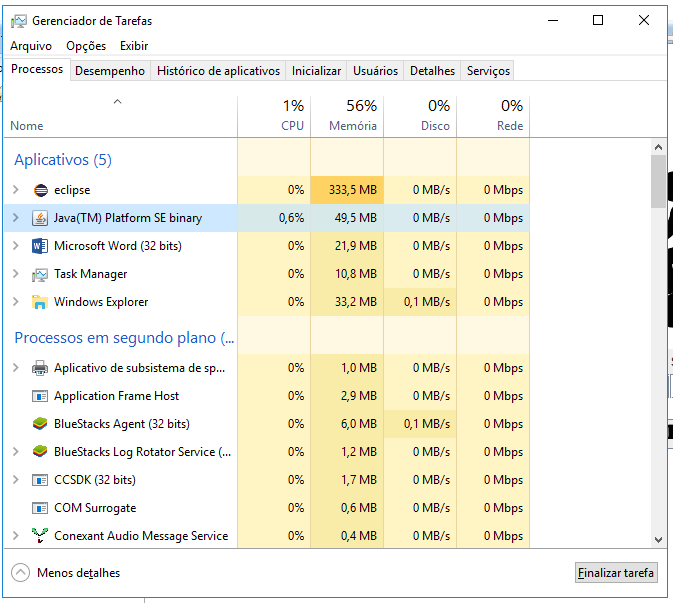 Gerenciador de Tarefas
Arquivo Opções Exibir
Processos Desempenho Histórico de aplicativos Inicializar Usuários Detalhes Serviços
1% 56% 0% 0%
Nome CPU Memória Disco Rede
Aplicativos (5)
eclipse 0% 333,5 MB 0 MB/s 0 Mbps
Java(TM) Platform SE binary 0,6% 49,5 MB 0 MB/s 0 Mbps
Microsoft Word (32 bits) 0% 21,9 MB 0 MB/s 0 Mbps
Task Manager 0% 10,8 MB 0 MB/s 0 Mbps
Windows Explorer 0% 33,2 MB 0,1 MB/s 0 Mbps
Processos em segundo plano (...
Aplicativo de subsistema de sp... 0% 1,0 MB 0 MB/s 0 Mbps
Application Frame Host 0% 2,9 MB 0 MB/s 0 Mbps
BlueStacks Agent (32 bits) 0% 6,0 MB 0,1 MB/s 0 Mbps
BlueStacks Log Rotator Service (... 0% 1,2 MB 0 MB/s 0 Mbps
CCSDK (32 bits) 0% 1,7 MB 0 MB/s 0 Mbps
COM Surrogate 0% 0,6 MB 0 MB/s 0 Mbps
Conexant Audio Message Service 0% 0,4 MB 0 MB/s 0 Mbps
Menos detalhes Finalizar tarefa